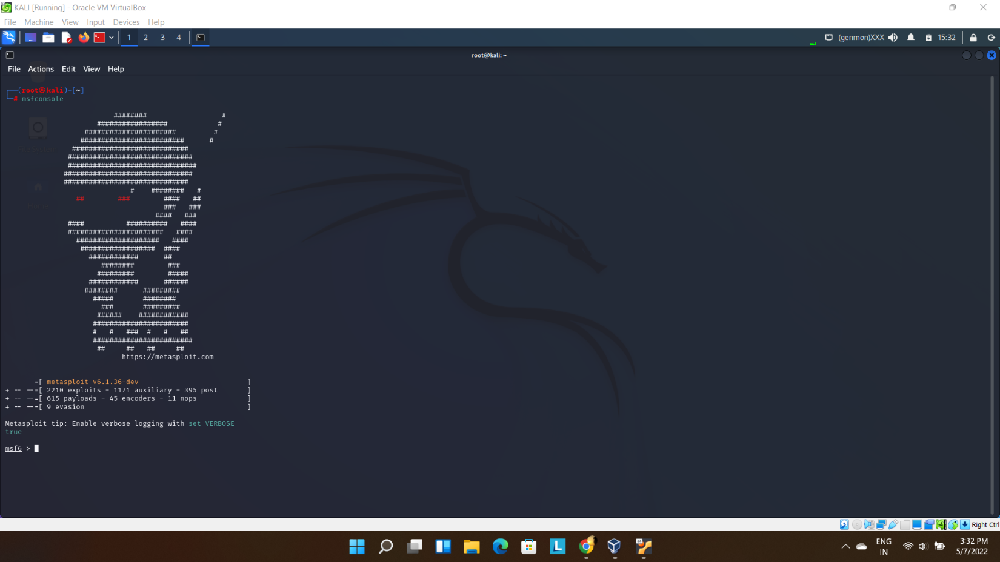 KALI [Running] - Oracle VM VirtualBox
File Machine View Input Devices Help
1 2 3 4 (genmon)XXX 15:32
root@kali: ~
File Actions Edit View Help
┌──(root㉿kali)-[~]
└─# msfconsole
                          ########                  #
                      #################            #
                   ######################         #
                  #########################      #
                ############################
               ##############################
               ###############################
              ###############################
              ##############################
                              #    ########   #
                 ##        ###        ####   ##
                                      ###   ###
                                    ####   ###
               ####          ##########   ####
               #######################   ####
                 ####################   ####
                  ##################  ####
                    ############      ##
                       ########        ###
                      #########        #####
                    ############      ######
                   ########      #########
                     #####       ########
                       ###       #########
                      ######    ############
                     #######################
                     #   #   ###  #   #   ##
                     ########################
                      ##     ##   ##     ##
https://metasploit.com
=[ metasploit v6.1.36-dev ]
+ -- --=[ 2210 exploits - 1171 auxiliary - 395 post ]
+ -- --=[ 615 payloads - 45 encoders - 11 nops ]
+ -- --=[ 9 evasion ]
Metasploit tip: Enable verbose logging with set VERBOSE
true
msf6 >
Right Ctrl
ENG
IN
3:32 PM
5/7/2022